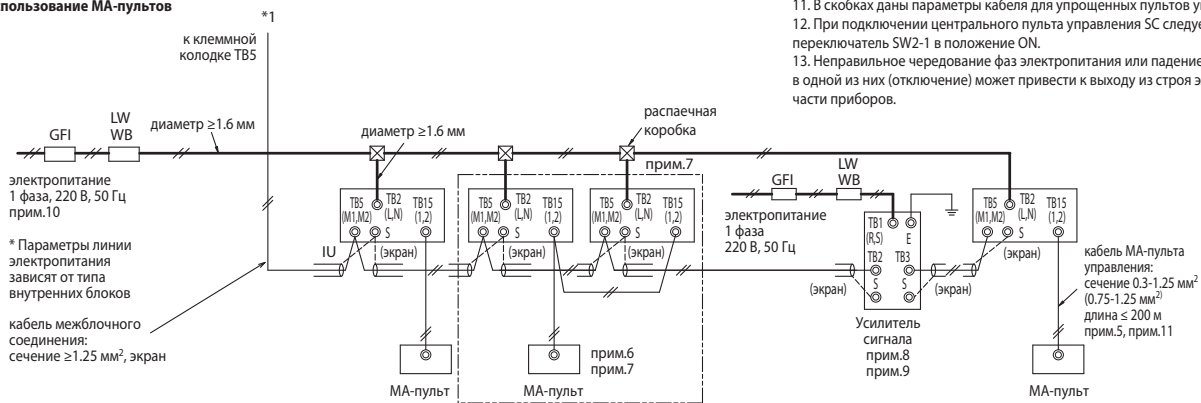 пользование МА-пультов
11. В скобках даны параметры кабеля для упрощенных пультов
12. При подключении центрального пульта управления SC
переключатель SW2-1 в положение ON.
13. Неправильное чередование фаз электропитания или падение
в одной из них (отключение) может привести к выходу из строя
части приборов.
*1
к клеммной
колодке TB5
GFI
LW
WB
диаметр ≥1.6 мм
диаметр ≥1.6 мм
распаечная
коробка
прим.7
электропитание
1 фаза, 220 В, 50 Гц
прим.10
* Параметры линии
электропитания
зависят от типа
внутренних блоков
кабель межблочного
соединения:
сечение ≥1.25 мм², экран
IU
TB5
(M1,M2)
TB2
(L,N)
TB15
(1,2)
S
(экран)
МА-пульт
TB5
(M1,M2)
TB2
(L,N)
TB15
(1,2)
S
(экран)
МА-пульт
прим.6
прим.7
TB5
(M1,M2)
TB2
(L,N)
TB15
(1,2)
S
(экран)
GFI
LW
WB
электропитание
1 фаза
220 В, 50 Гц
TB1
(R,S)
E
TB2
TB3
S
S
(экран)
(экран)
Усилитель
сигнала
прим.8
прим.9
TB5
(M1,M2)
TB2
(L,N)
TB15
(1,2)
S
(экран)
кабель МА-пульта
управления:
сечение 0.3-1.25 мм²
(0.75-1.25 мм²⁾
длина ≤ 200 м
прим.5, прим.11
МА-пульт